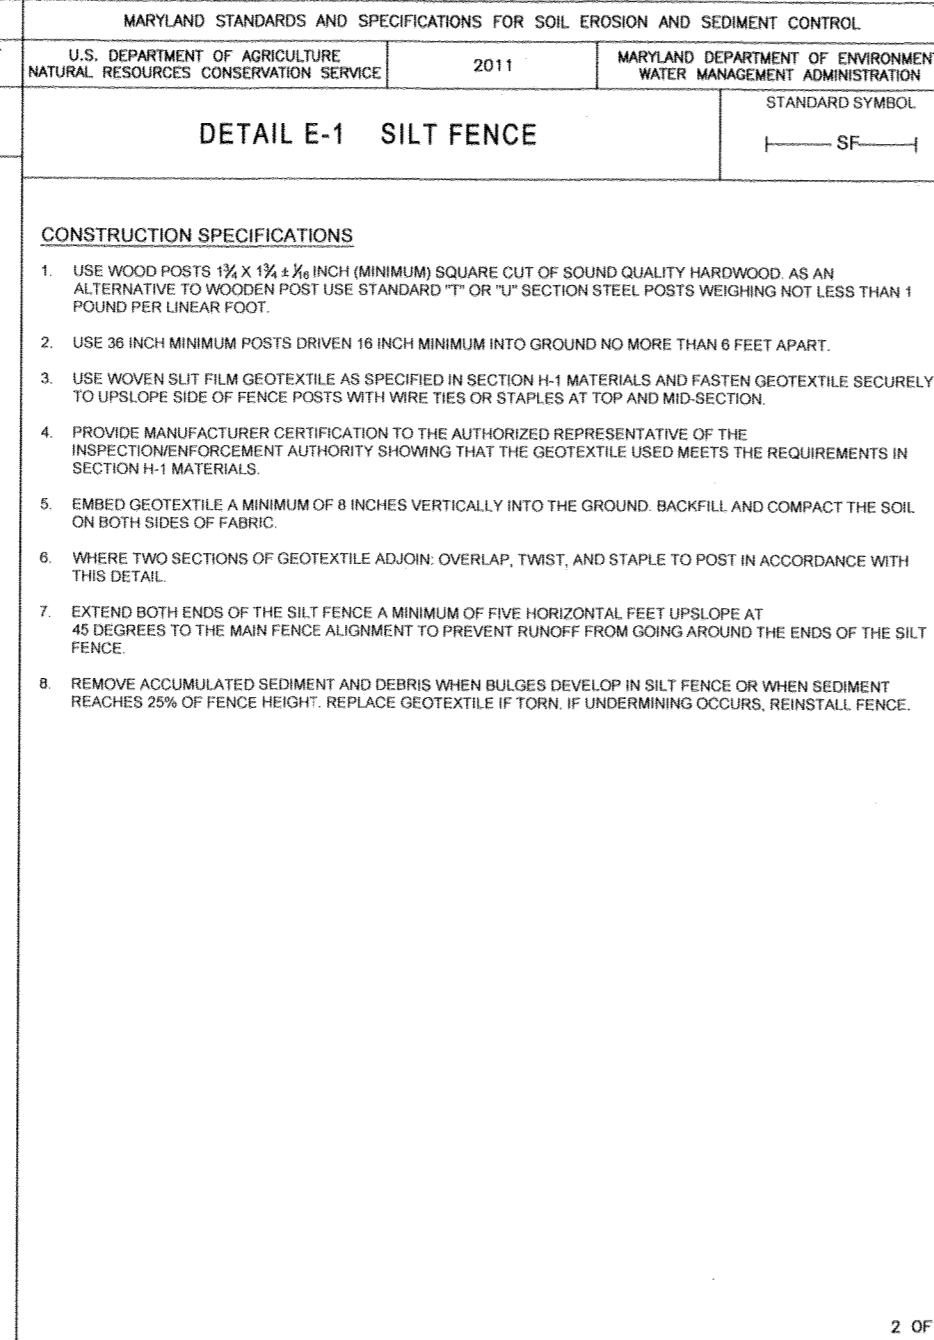 MARYLAND STANDARDS AND SPECIFICATIONS FOR SOIL EROSION AND SEDIMENT CONTROL
U.S. DEPARTMENT OF AGRICULTURE
NATURAL RESOURCES CONSERVATION SERVICE
2011
MARYLAND DEPARTMENT OF ENVIRONMENT
WATER MANAGEMENT ADMINISTRATION
DETAIL E-1 SILT FENCE
STANDARD SYMBOL
SF
CONSTRUCTION SPECIFICATIONS
1. USE WOOD POSTS 1¾ X 1¾ ± 1⁄16 INCH (MINIMUM) SQUARE CUT OF SOUND QUALITY HARDWOOD. AS AN
ALTERNATIVE TO WOODEN POST USE STANDARD "T" OR "U" SECTION STEEL POSTS WEIGHING NOT LESS THAN 1
POUND PER LINEAR FOOT.
2. USE 36 INCH MINIMUM POSTS DRIVEN 16 INCH MINIMUM INTO GROUND NO MORE THAN 6 FEET APART.
3. USE WOVEN SLIT FILM GEOTEXTILE AS SPECIFIED IN SECTION H-1 MATERIALS AND FASTEN GEOTEXTILE SECURELY
TO UPSLOPE SIDE OF FENCE POSTS WITH WIRE TIES OR STAPLES AT TOP AND MID-SECTION.
4. PROVIDE MANUFACTURER CERTIFICATION TO THE AUTHORIZED REPRESENTATIVE OF THE
INSPECTION/ENFORCEMENT AUTHORITY SHOWING THAT THE GEOTEXTILE USED MEETS THE REQUIREMENTS IN
SECTION H-1 MATERIALS.
5. EMBED GEOTEXTILE A MINIMUM OF 8 INCHES VERTICALLY INTO THE GROUND. BACKFILL AND COMPACT THE SOIL
ON BOTH SIDES OF FABRIC.
6. WHERE TWO SECTIONS OF GEOTEXTILE ADJOIN: OVERLAP, TWIST, AND STAPLE TO POST IN ACCORDANCE WITH
THIS DETAIL.
7. EXTEND BOTH ENDS OF THE SILT FENCE A MINIMUM OF FIVE HORIZONTAL FEET UPSLOPE AT
45 DEGREES TO THE MAIN FENCE ALIGNMENT TO PREVENT RUNOFF FROM GOING AROUND THE ENDS OF THE SILT
FENCE.
8. REMOVE ACCUMULATED SEDIMENT AND DEBRIS WHEN BULGES DEVELOP IN SILT FENCE OR WHEN SEDIMENT
REACHES 25% OF FENCE HEIGHT. REPLACE GEOTEXTILE IF TORN. IF UNDERMINING OCCURS, REINSTALL FENCE.
2 OF